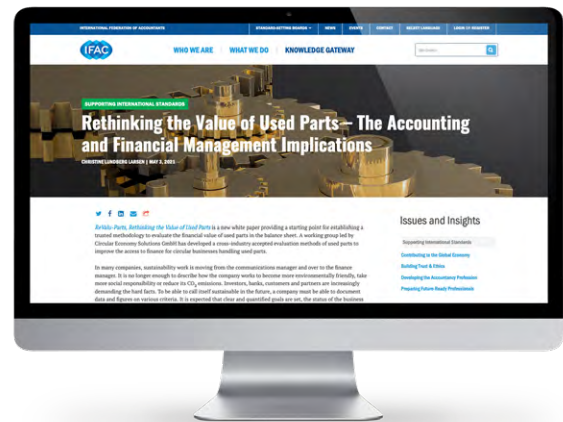 INTERNATIONAL FEDERATION OF ACCOUNTANTS
STANDARD-SETTING BOARDS NEWS EVENTS CONTACT SELECT LANGUAGE LOGIN OR REGISTER
IFAC WHO WE ARE WHAT WE DO KNOWLEDGE GATEWAY
SUPPORTING INTERNATIONAL STANDARDS
Rethinking the Value of Used Parts – The Accounting
and Financial Management Implications
CHRISTINE LUNDBERG LARSEN | MAY 3, 2021
ReValu Parts, Rethinking the Value of Used Parts is a new white paper providing a starting point for establishing a
trusted methodology to evaluate the financial value of used parts in the balance sheet. A working group led by
Circular Economy Solutions GmbH has developed a cross-industry accepted evaluation methods of used parts to
improve the access to finance for circular businesses handling used parts.
In many companies, sustainability work is moving from the communications manager and over to the finance
manager. It is no longer enough to describe how the company works to become more environmentally friendly, take
more social responsibility or reduce its CO₂ emissions. Investors, banks, customers and partners are increasingly
demanding the hard facts. To be able to call itself sustainable in the future, a company must be able to document
data and figures on various criteria. It is expected that clear and quantified goals are set, the status of the business
Issues and Insights
Supporting International Standards
Contributing to the Global Economy
Building Trust & Ethics
Developing the Accountancy Profession
Preparing Future Ready Professionals